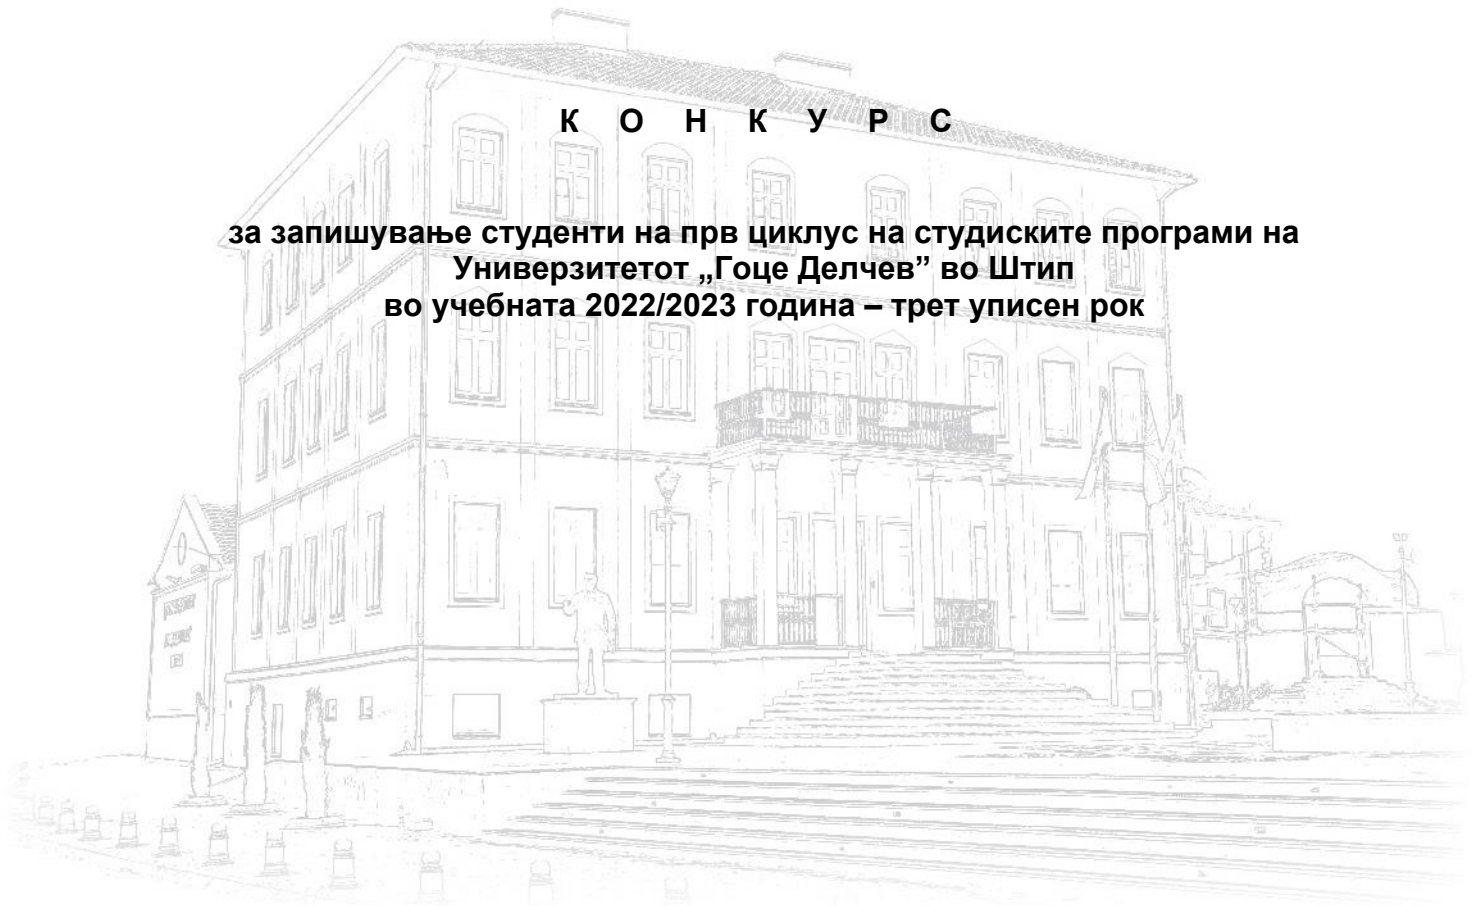 К О Н К У Р С
за запишување студенти на прв циклус на студиските програми на
Универзитетот „Гоце Делчев” во Штип
во учебната 2022/2023 година – трет уписен рок